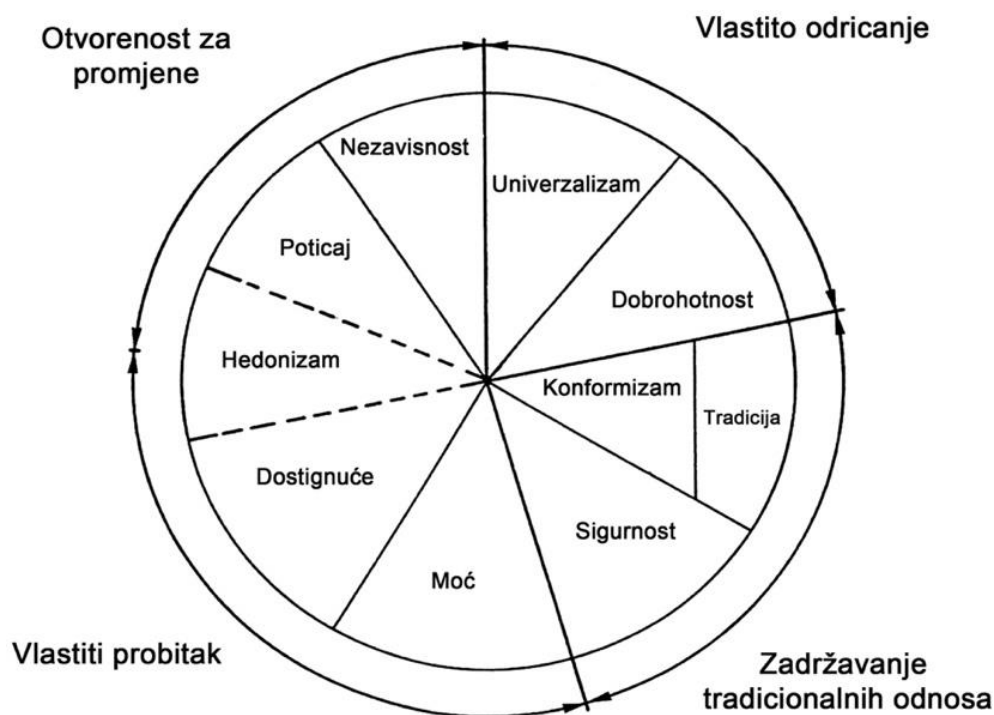 Otvorenost za
promjene
Vlastito odricanje
Nezavisnost
Univerzalizam
Poticaj
Dobrohotnost
Hedonizam
Konformizam
Tradicija
Dostignuće
Sigurnost
Moć
Vlastiti probitak
Zadržavanje
tradicionalnih odnosa